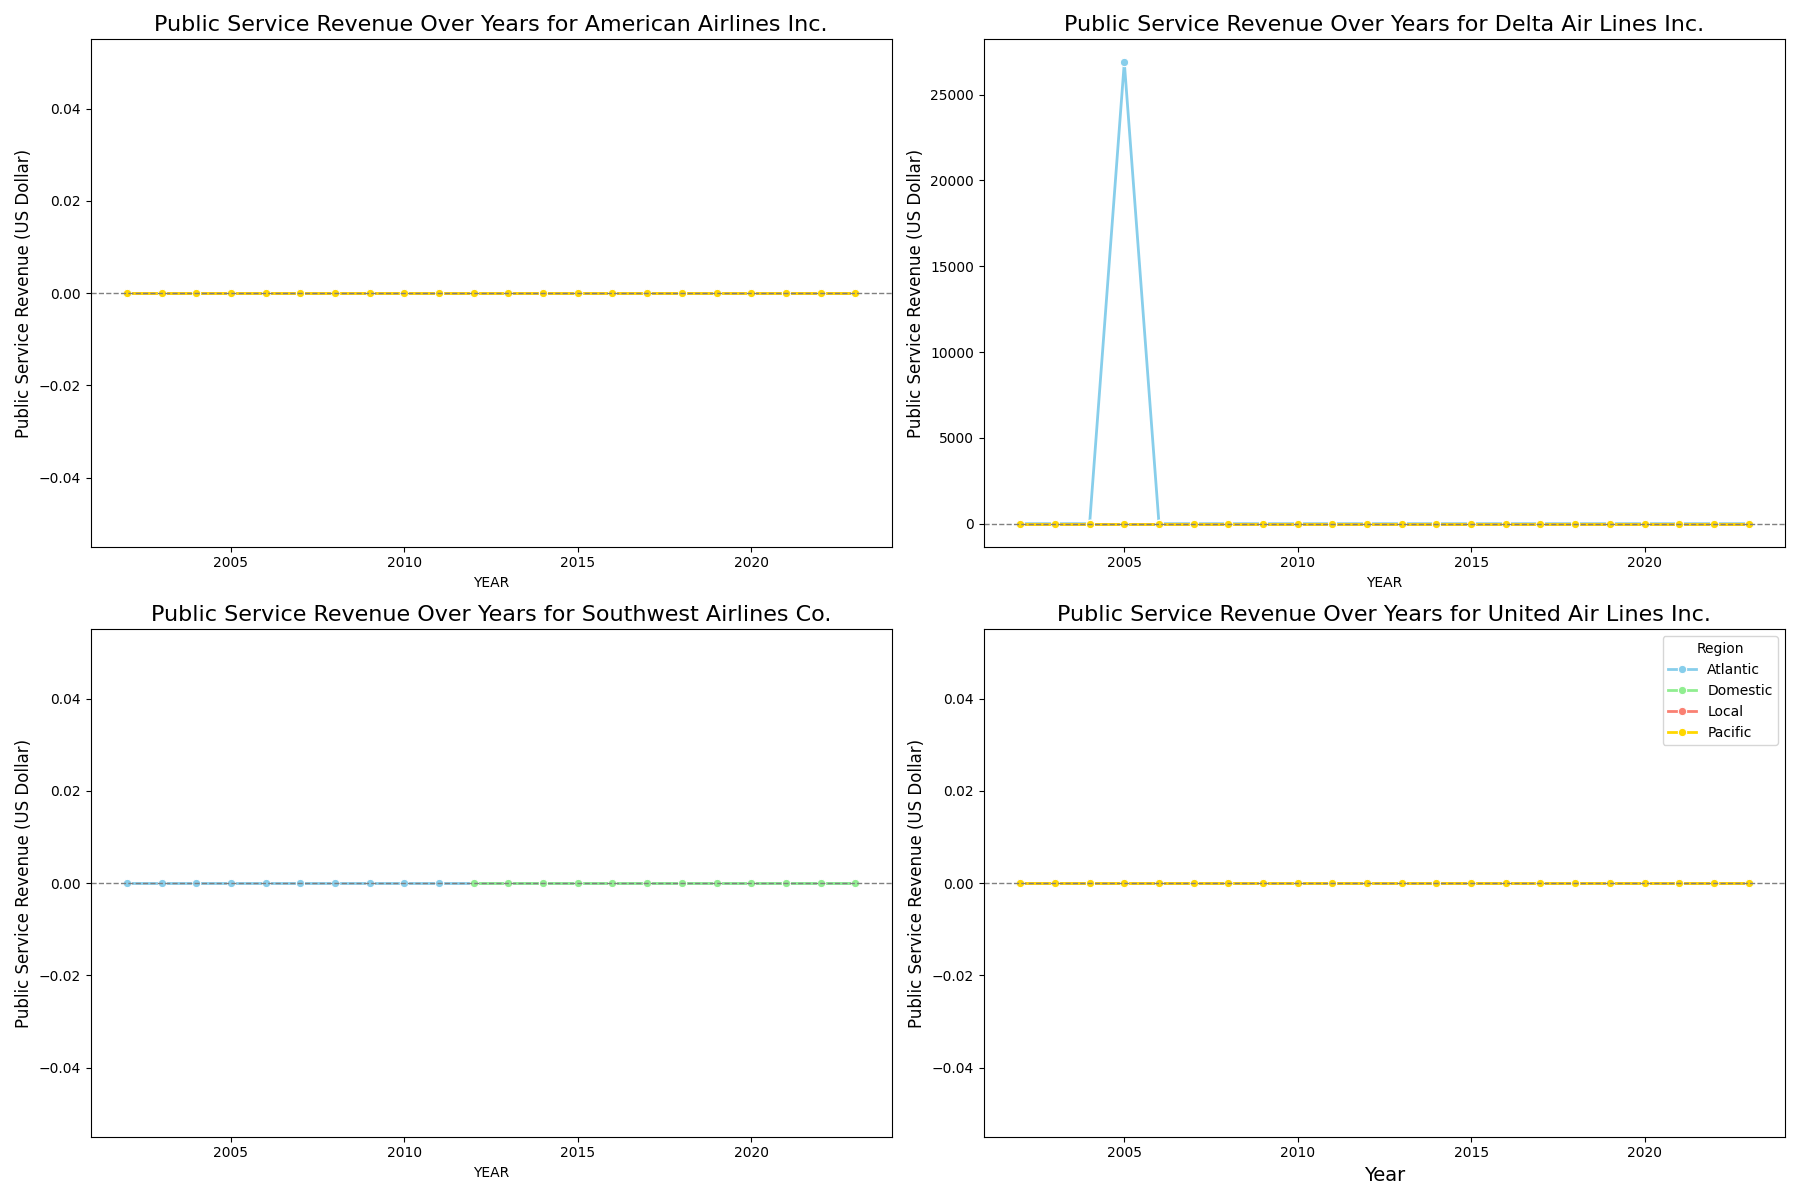 Public Service Revenue Over Years for American Airlines Inc.
Public Service Revenue (US Dollar)
0.04
0.02
0.00
−0.02
−0.04
2005 2010 2015 2020
YEAR
Public Service Revenue Over Years for Delta Air Lines Inc.
Public Service Revenue (US Dollar)
25000
20000
15000
10000
5000
0
2005 2010 2015 2020
YEAR
Public Service Revenue Over Years for Southwest Airlines Co.
Public Service Revenue (US Dollar)
0.04
0.02
0.00
−0.02
−0.04
2005 2010 2015 2020
YEAR
Public Service Revenue Over Years for United Air Lines Inc.
Public Service Revenue (US Dollar)
0.04
0.02
0.00
−0.02
−0.04
Region
Atlantic
Domestic
Local
Pacific
2005 2010 2015 2020
Year